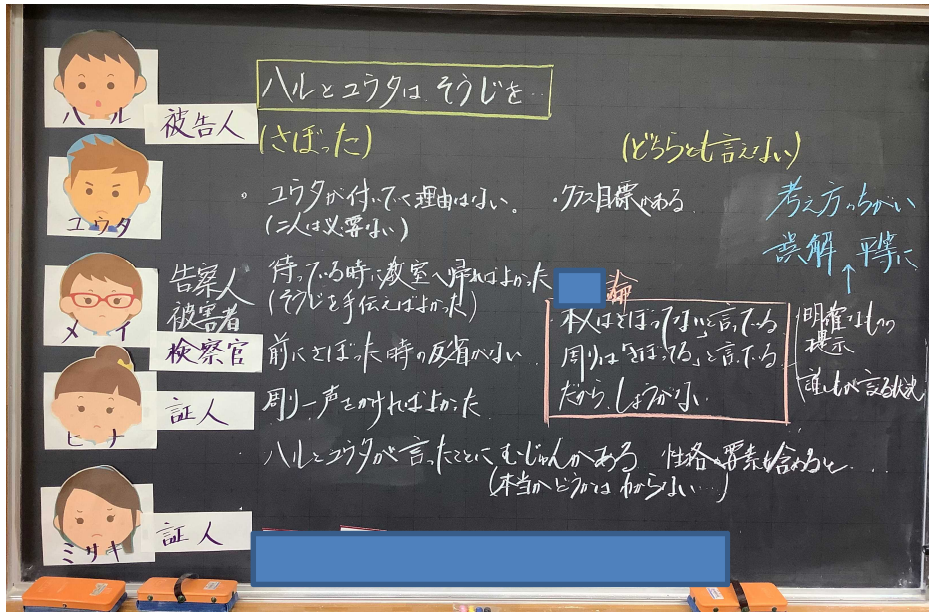 ハル
被告人
ユウタ
メイ
告察人
被害者
検察官
ヒナ
証人
ミサキ
証人
ハルとユウタは、そうじを…
(さぼった)
。ユウタが付いていく理由はない。
(二人は必要ない)
待っている時に教室へ帰ればよかった
(そうじを手伝えばよかった)
前にさぼった時の反省がない
周り一声をかければよかった
ハルとユウタが言ったことにむじゅんがある
(本当かどうかはわからない…)
性格や要素も含めると....
(どちらとも言えない)
・クラス目標がある
論
本人は「さぼってない」と言っている
周りは「さぼってる」と言ってる
だから、しょうがない
考え方のちがい
誤解 平等に
↑
明確なものの
提示
誰もが言える状況